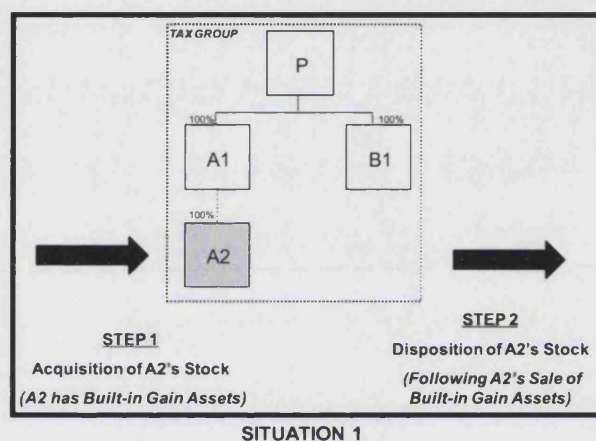 TAX GROUP
P
100%
100%
A1
B1
100%
A2
STEP 1
Acquisition of A2's Stock
(A2 has Built-in Gain Assets)
STEP 2
Disposition of A2's Stock
(Following A2's Sale of
Built-in Gain Assets)
SITUATION 1